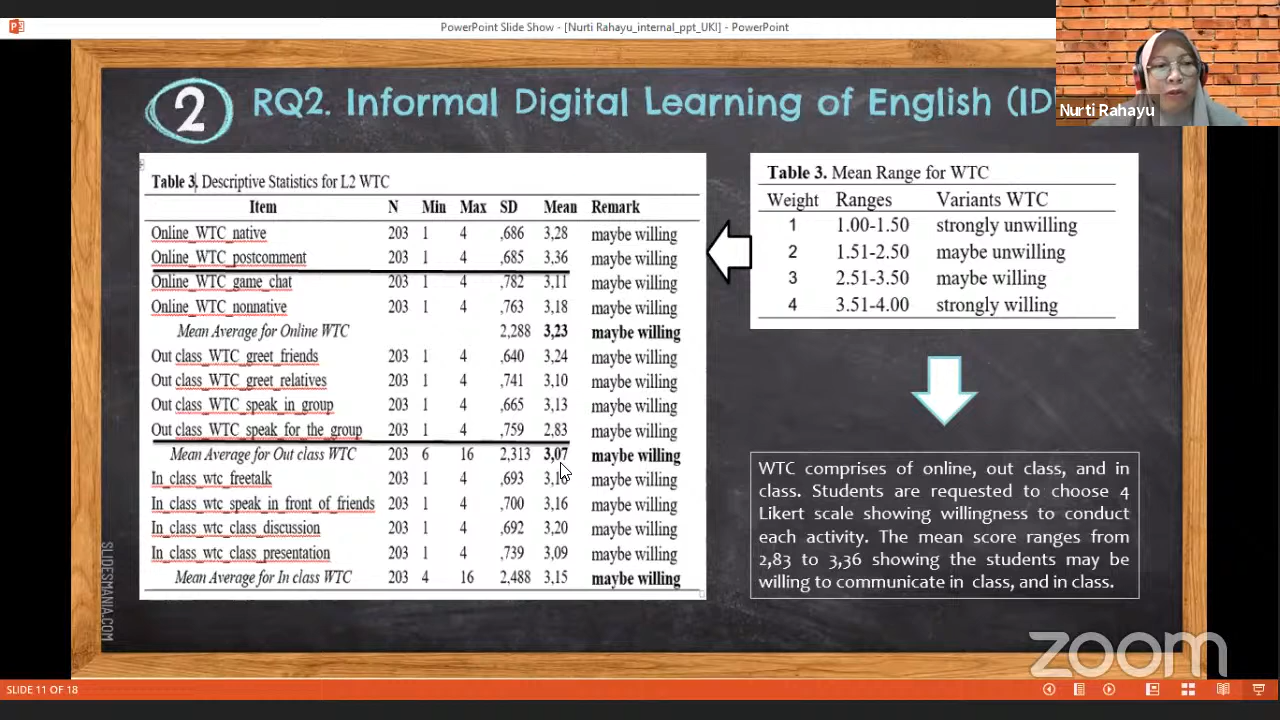 PowerPoint Slide Show - [Nurti Rahayu_internal_ppt_UKI] - PowerPoint
Nurti Rahayu
2 RQ2. Informal Digital Learning of English (ID
Table 3. Descriptive Statistics for L2 WTC
Item N Min Max SD Mean Remark
Online_WTC_native 203 1 4 ,686 3,28 maybe willing
Online_WTC_postcomment 203 1 4 ,685 3,36 maybe willing
Online_WTC_game_chat 203 1 4 ,782 3,11 maybe willing
Online_WTC_nonnative 203 1 4 ,763 3,18 maybe willing
Mean Average for Online WTC 2,288 3,23 maybe willing
Out class_WTC_greet_friends 203 1 4 ,640 3,24 maybe willing
Out class_WTC_greet_relatives 203 1 4 ,741 3,10 maybe willing
Out class_WTC_speak_in_group 203 1 4 ,665 3,13 maybe willing
Out class_WTC_speak_for_the_group 203 1 4 ,759 2,83 maybe willing
Mean Average for Out class WTC 203 6 16 2,313 3,07 maybe willing
In_class_wtc_freetalk 203 1 4 ,693 maybe willing
In_class_wtc_speak_in front_of_friends 203 1 4 ,700 3,16 maybe willing
In_class_wtc_class_discussion 203 1 4 ,692 3,20 maybe willing
In_class_wtc_class_presentation 203 1 4 ,739 3,09 maybe willing
Mean Average for In class WTC 203 4 16 2,488 3,15 maybe willing
Table 3. Mean Range for WTC
Weight Ranges Variants WTC
1 1.00-1.50 strongly unwilling
2 1.51-2.50 maybe unwilling
3 2.51-3.50 maybe willing
4 3.51-4.00 strongly willing
WTC comprises of online, out class, and in
class. Students are requested to choose 4
Likert scale showing willingness to conduct
each activity. The mean score ranges from
2,83 to 3,36 showing the students may be
willing to communicate in class, and in class.
SLIDESMANIA.COM
zoom
SLIDE 11 OF 18